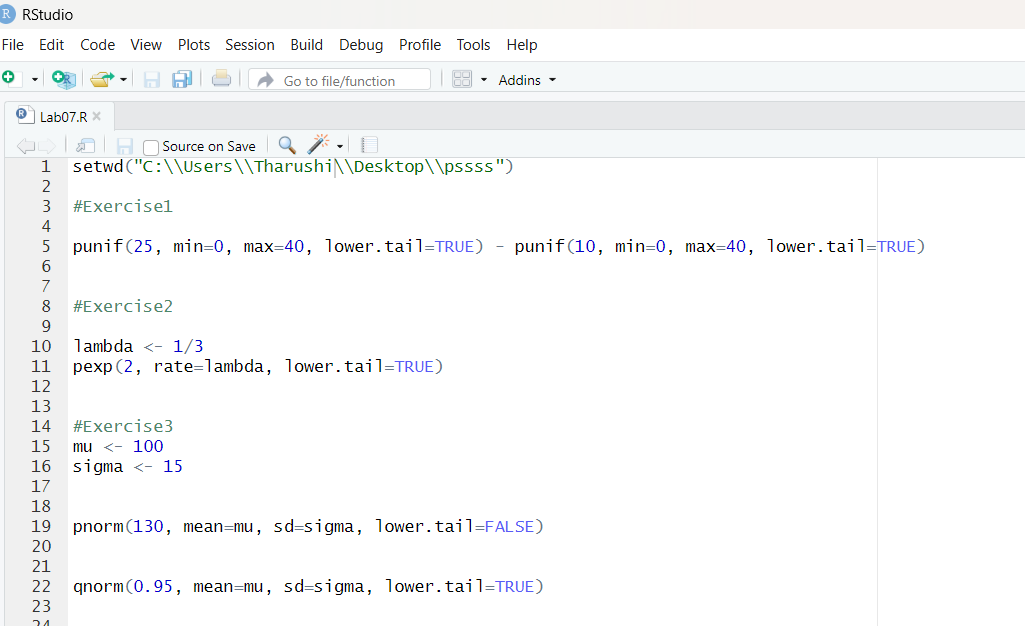 R RStudio
File Edit Code View Plots Session Build Debug Profile Tools Help
Go to file/function Addins
Lab07.R
Source on Save
1 setwd("C:\\Users\\Tharushi\\Desktop\\pssss")
2
3 #Exercise1
4
5 punif(25, min=0, max=40, lower.tail=TRUE) - punif(10, min=0, max=40, lower.tail=TRUE)
6
7
8 #Exercise2
9
10 lambda <- 1/3
11 pexp(2, rate=lambda, lower.tail=TRUE)
12
13
14 #Exercise3
15 mu <- 100
16 sigma <- 15
17
18
19 pnorm(130, mean=mu, sd=sigma, lower.tail=FALSE)
20
21
22 qnorm(0.95, mean=mu, sd=sigma, lower.tail=TRUE)
23
24